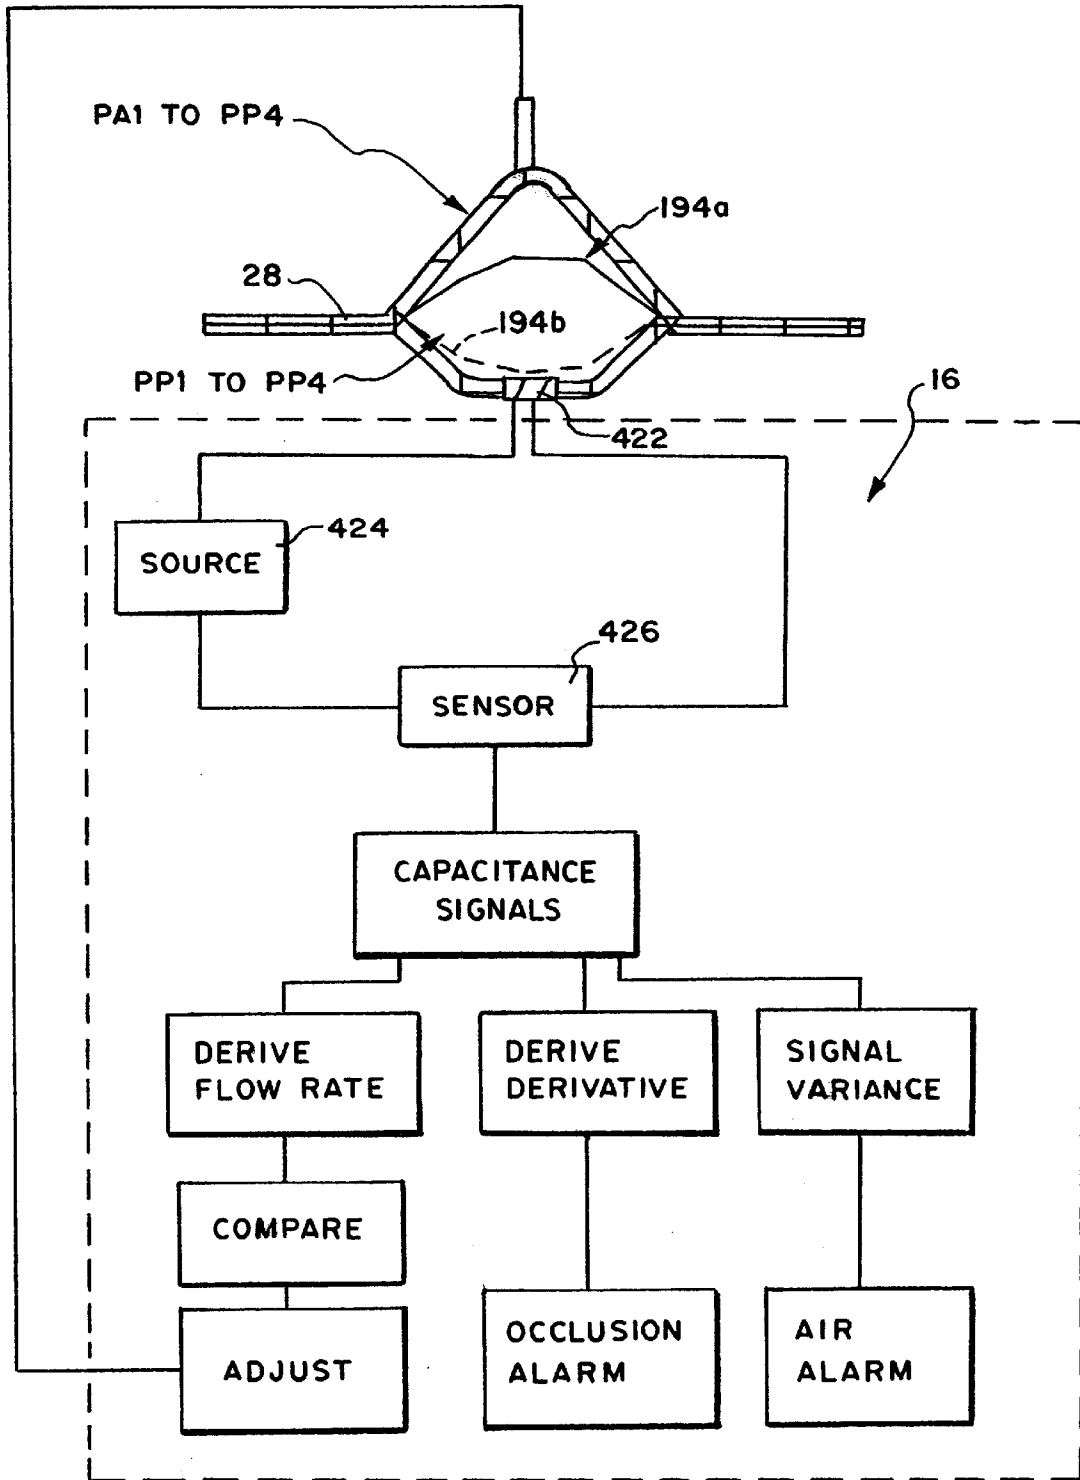 PA1 TO PP4
194a
28
194b
PP1 TO PP4
16
422
424
SOURCE
426
SENSOR
CAPACITANCE
SIGNALS
DERIVE
FLOW RATE
DERIVE
DERIVATIVE
SIGNAL
VARIANCE
COMPARE
OCCLUSION
ALARM
AIR
ALARM
ADJUST